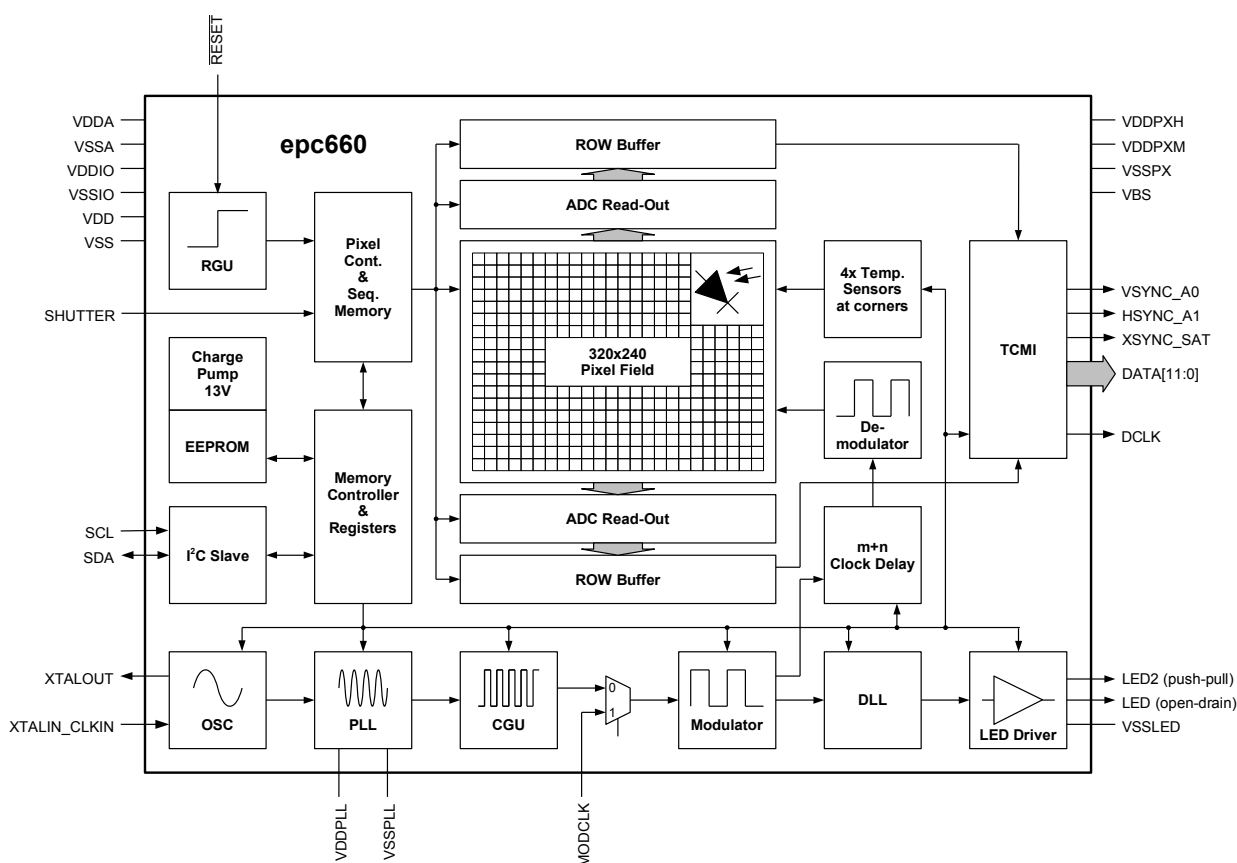 RESET
VDDA
VSSA
VDDIO
VSSIO
VDD
VSS
epc660
ROW Buffer
VDDPXH
VDDPXM
VSSPX
VBS
ADC Read-Out
RGU
Pixel
Cont.
&
Seq.
Memory
4x Temp.
Sensors
at corners
SHUTTER
TCMI
VSYNC_A0
HSYNC_A1
XSYNC_SAT
DATA[11:0]
DCLK
320x240
Pixel Field
Charge
Pump
13V
EEPROM
De-
modulator
Memory
Controller
&
Registers
ADC Read-Out
SCL
SDA
I²C Slave
m+n
Clock Delay
ROW Buffer
XTALOUT
XTALIN_CLKIN
OSC
PLL
CGU
0
1
Modulator
DLL
LED Driver
LED2 (push-pull)
LED (open-drain)
VSSLED
VDDPLL
VSSPLL
MODCLK